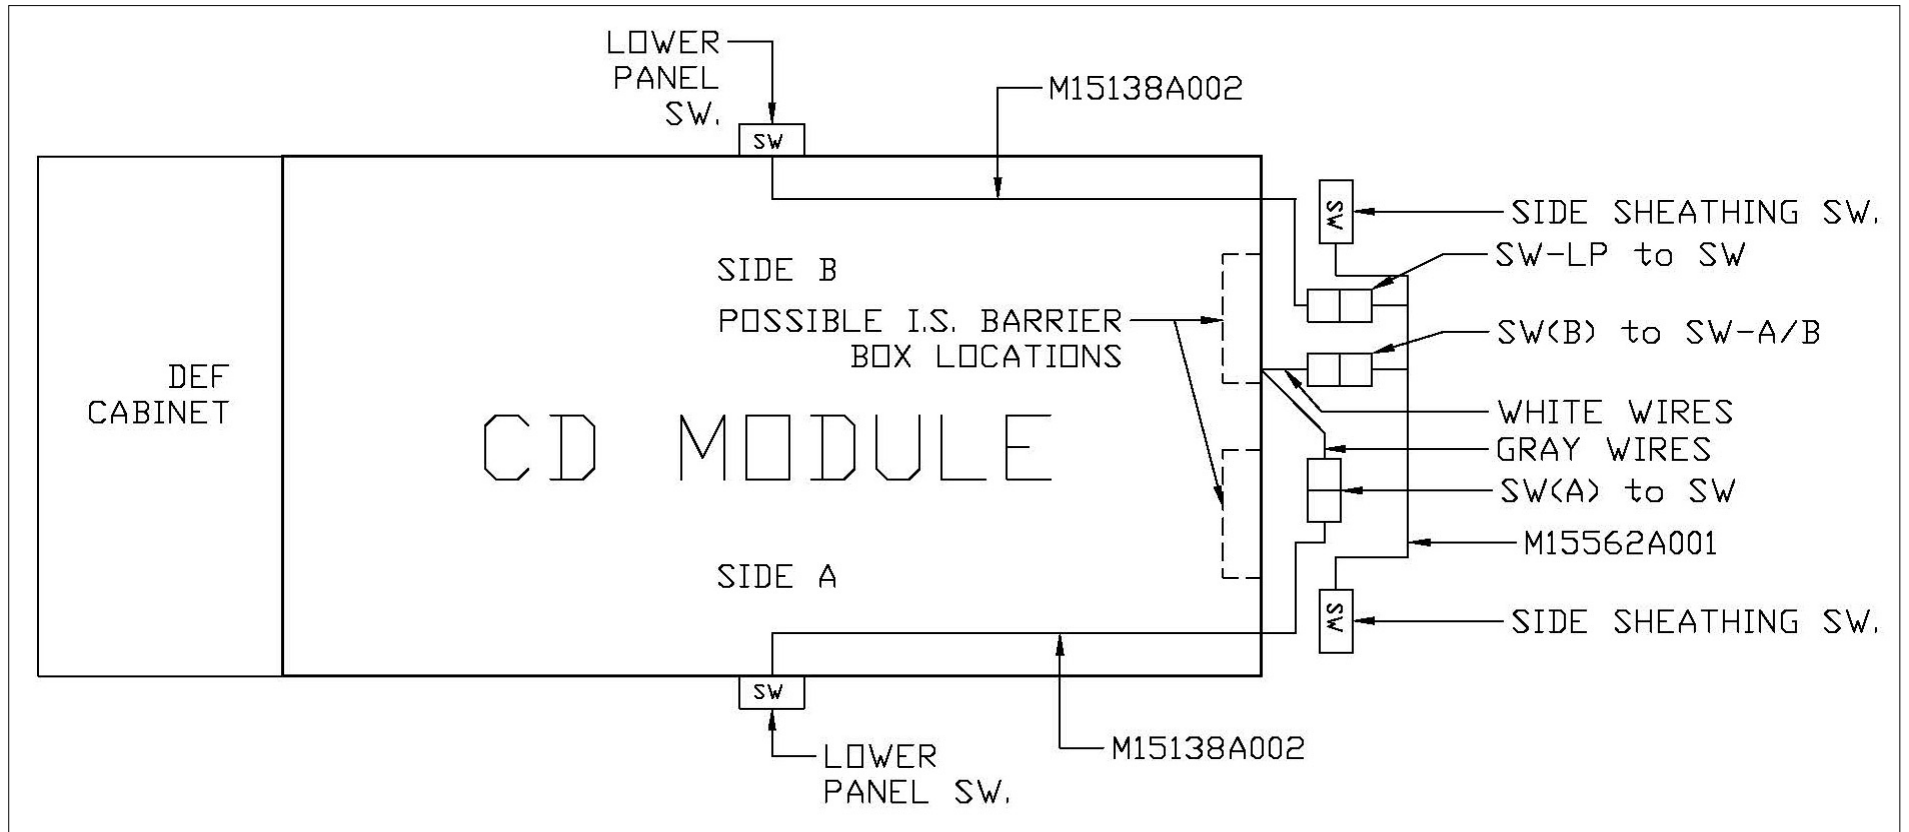 LOWER
PANEL
SW.
M15138A002
SW
SW
SIDE SHEATHING SW.
SW-LP to SW
SIDE B
POSSIBLE I.S. BARRIER
BOX LOCATIONS
SW(B) to SW-A/B
DEF
CABINET
CD MODULE
WHITE WIRES
GRAY WIRES
SW(A) to SW
M15562A001
SIDE A
SW
SIDE SHEATHING SW.
SW
M15138A002
LOWER
PANEL SW.